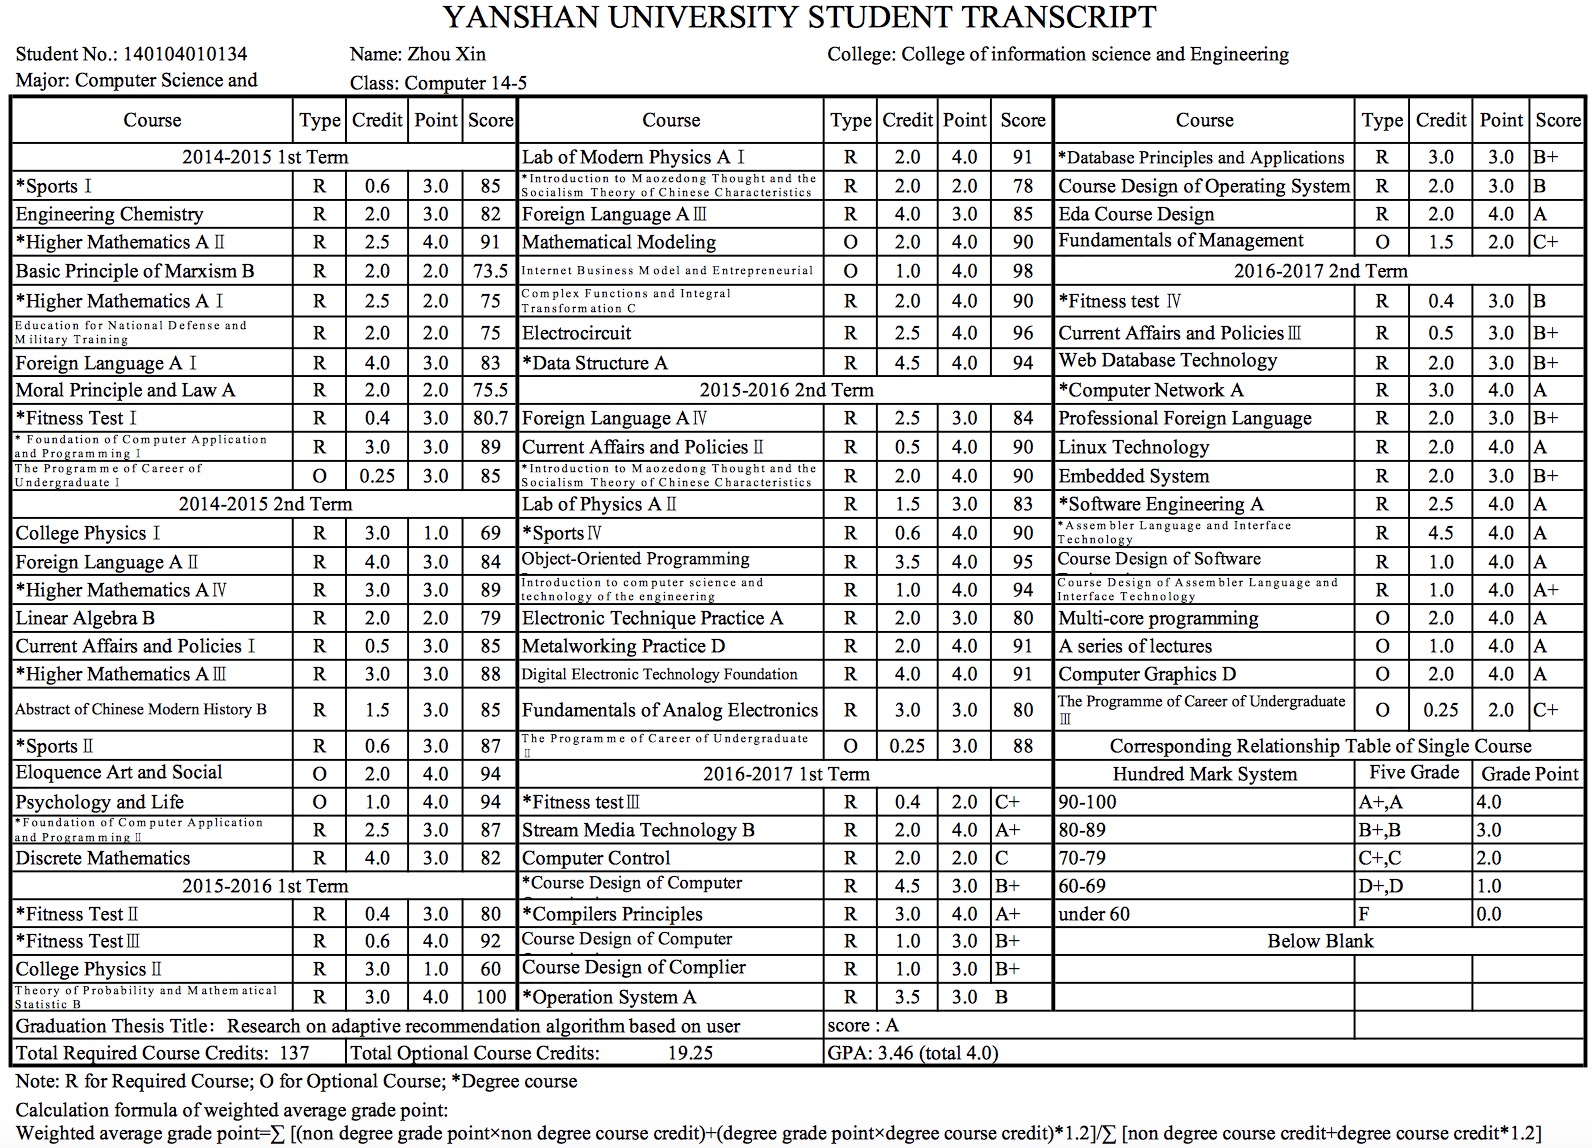 YANSHAN UNIVERSITY STUDENT TRANSCRIPT
Student No.: 140104010134 Name: Zhou Xin College: College of information science and Engineering
Major: Computer Science and Class: Computer 14-5
Course Type Credit Point Score
2014-2015 1st Term
*Sports Ⅰ R 0.6 3.0 85
Engineering Chemistry R 2.0 3.0 82
*Higher Mathematics A Ⅱ R 2.5 4.0 91
Basic Principle of Marxism B R 2.0 2.0 73.5
*Higher Mathematics A Ⅰ R 2.5 2.0 75
Education for National Defense and
Military Training R 2.0 2.0 75
Foreign Language A Ⅰ R 4.0 3.0 83
Moral Principle and Law A R 2.0 2.0 75.5
*Fitness Test Ⅰ R 0.4 3.0 80.7
* Foundation of Computer Application
and Programming Ⅰ R 3.0 3.0 89
The Programme of Career of
Undergraduate Ⅰ O 0.25 3.0 85
2014-2015 2nd Term
College Physics Ⅰ R 3.0 1.0 69
Foreign Language A Ⅱ R 4.0 3.0 84
*Higher Mathematics A Ⅳ R 3.0 3.0 89
Linear Algebra B R 2.0 2.0 79
Current Affairs and Policies Ⅰ R 0.5 3.0 85
*Higher Mathematics A Ⅲ R 3.0 3.0 88
Abstract of Chinese Modern History B R 1.5 3.0 85
*Sports Ⅱ R 0.6 3.0 87
Eloquence Art and Social O 2.0 4.0 94
Psychology and Life O 1.0 4.0 94
*Foundation of Computer Application
and Programming Ⅱ R 2.5 3.0 87
Discrete Mathematics R 4.0 3.0 82
2015-2016 1st Term
*Fitness Test Ⅱ R 0.4 3.0 80
*Fitness Test Ⅲ R 0.6 4.0 92
College Physics Ⅱ R 3.0 1.0 60
Theory of Probability and Mathematical
Statistic B R 3.0 4.0 100
Course Type Credit Point Score
Lab of Modern Physics A Ⅰ R 2.0 4.0 91
*Introduction to Maozedong Thought and the
Socialism Theory of Chinese Characteristics R 2.0 2.0 78
Foreign Language A Ⅲ R 4.0 3.0 85
Mathematical Modeling O 2.0 4.0 90
Internet Business Model and Entrepreneurial O 1.0 4.0 98
Complex Functions and Integral
Transformation C R 2.0 4.0 90
Electrocircuit R 2.5 4.0 96
*Data Structure A R 4.5 4.0 94
2015-2016 2nd Term
Foreign Language A Ⅳ R 2.5 3.0 84
Current Affairs and Policies Ⅱ R 0.5 4.0 90
*Introduction to Maozedong Thought and the
Socialism Theory of Chinese Characteristics R 2.0 4.0 90
Lab of Physics A Ⅱ R 1.5 3.0 83
*Sports Ⅳ R 0.6 4.0 90
Object-Oriented Programming R 3.5 4.0 95
Introduction to computer science and
technology of the engineering R 1.0 4.0 94
Electronic Technique Practice A R 2.0 3.0 80
Metalworking Practice D R 2.0 4.0 91
Digital Electronic Technology Foundation R 4.0 4.0 91
Fundamentals of Analog Electronics R 3.0 3.0 80
The Programme of Career of Undergraduate
Ⅱ O 0.25 3.0 88
2016-2017 1st Term
*Fitness test Ⅲ R 0.4 2.0 C+
Stream Media Technology B R 2.0 4.0 A+
Computer Control R 2.0 2.0 C
*Course Design of Computer R 4.5 3.0 B+
*Compilers Principles R 3.0 4.0 A+
Course Design of Computer R 1.0 3.0 B+
Course Design of Complier R 1.0 3.0 B+
*Operation System A R 3.5 3.0 B
Course Type Credit Point Score
*Database Principles and Applications R 3.0 3.0 B+
Course Design of Operating System R 2.0 3.0 B
Eda Course Design R 2.0 4.0 A
Fundamentals of Management O 1.5 2.0 C+
2016-2017 2nd Term
*Fitness test Ⅳ R 0.4 3.0 B
Current Affairs and Policies Ⅲ R 0.5 3.0 B+
Web Database Technology R 2.0 3.0 B+
*Computer Network A R 3.0 4.0 A
Professional Foreign Language R 2.0 3.0 B+
Linux Technology R 2.0 4.0 A
Embedded System R 2.0 3.0 B+
*Software Engineering A R 2.5 4.0 A
*Assembler Language and Interface
Technology R 4.5 4.0 A
Course Design of Software R 1.0 4.0 A
Course Design of Assembler Language and
Interface Technology R 1.0 4.0 A+
Multi-core programming O 2.0 4.0 A
A series of lectures O 1.0 4.0 A
Computer Graphics D O 2.0 4.0 A
The Programme of Career of Undergraduate
Ⅲ O 0.25 2.0 C+
Corresponding Relationship Table of Single Course
Hundred Mark System Five Grade Grade Point
90-100 A+,A 4.0
80-89 B+,B 3.0
70-79 C+,C 2.0
60-69 D+,D 1.0
under 60 F 0.0
Below Blank
Graduation Thesis Title: Research on adaptive recommendation algorithm based on user score : A
Total Required Course Credits: 137 Total Optional Course Credits: 19.25 GPA: 3.46 (total 4.0)
Note: R for Required Course; O for Optional Course; *Degree course
Calculation formula of weighted average grade point:
Weighted average grade point=∑ [(non degree grade point×non degree course credit)+(degree grade point×degree course credit)*1.2]/∑ [non degree course credit+degree course credit*1.2]